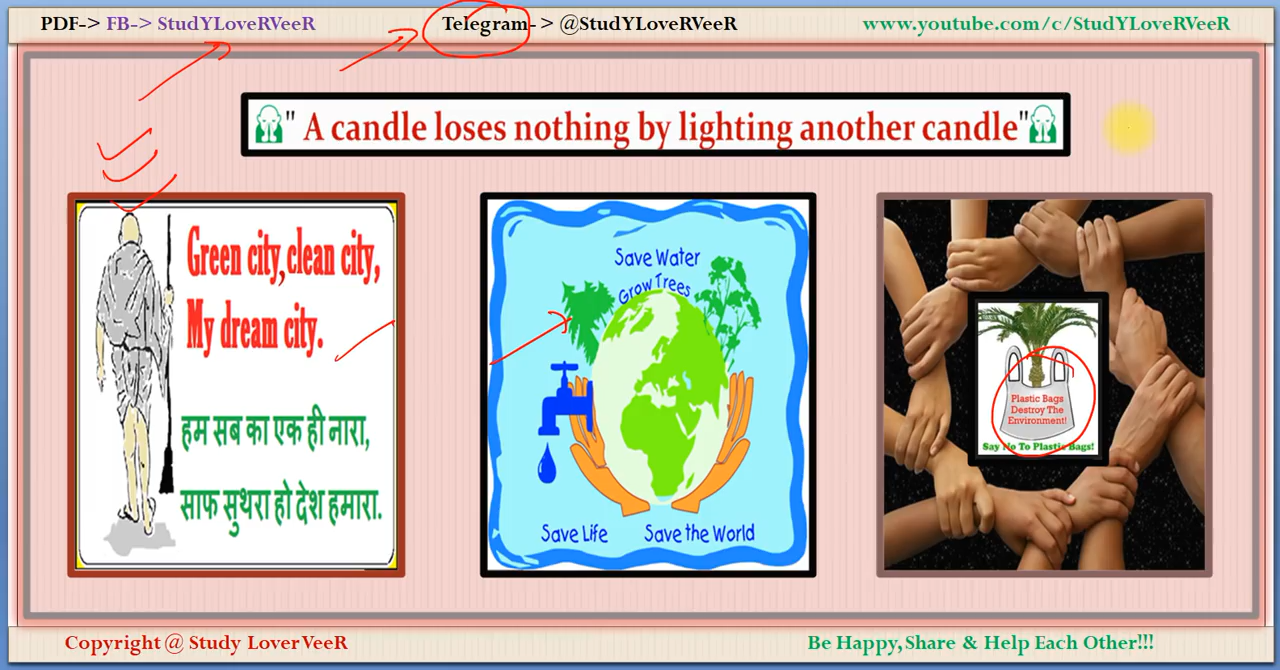 PDF-> FB-> StudYLoveRVeeR
Telegram-> @StudYLoveRVeeR
www.youtube.com/c/StudYLoveRVeeR
" A candle loses nothing by lighting another candle"
Green city,clean city,
My dream city.
हम सब का एक ही नारा,
साफ सुथरा हो देश हमारा.
Save Water
Grow Trees
Save Life
Save the World
Plastic Bags
Destroy The
Environment!
Say No To Plastic Bags!
Copyright @ Study LoverVeeR
Be Happy,Share & Help Each Other!!!